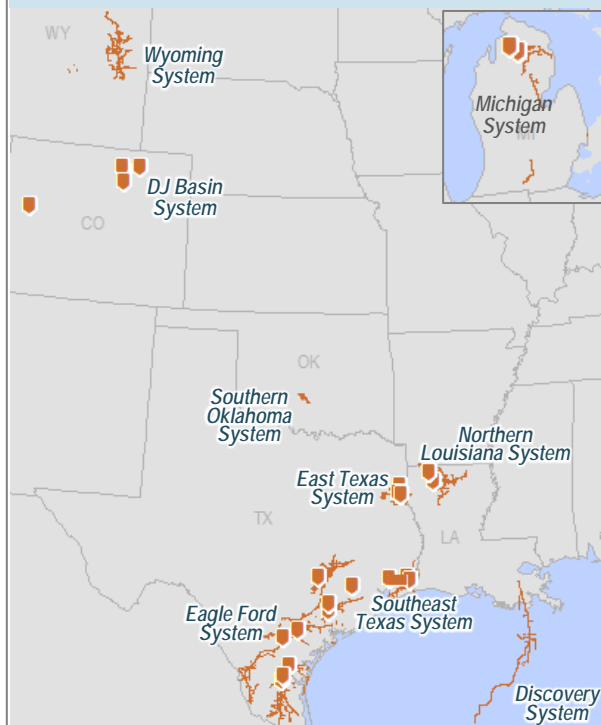 WY
Wyoming
System
Michigan
System
MI
DJ Basin
System
CO
OK
Southern
Oklahoma
System
Northern
Louisiana System
East Texas
System
TX
LA
Eagle Ford
System
Southeast
Texas System
Discovery
System